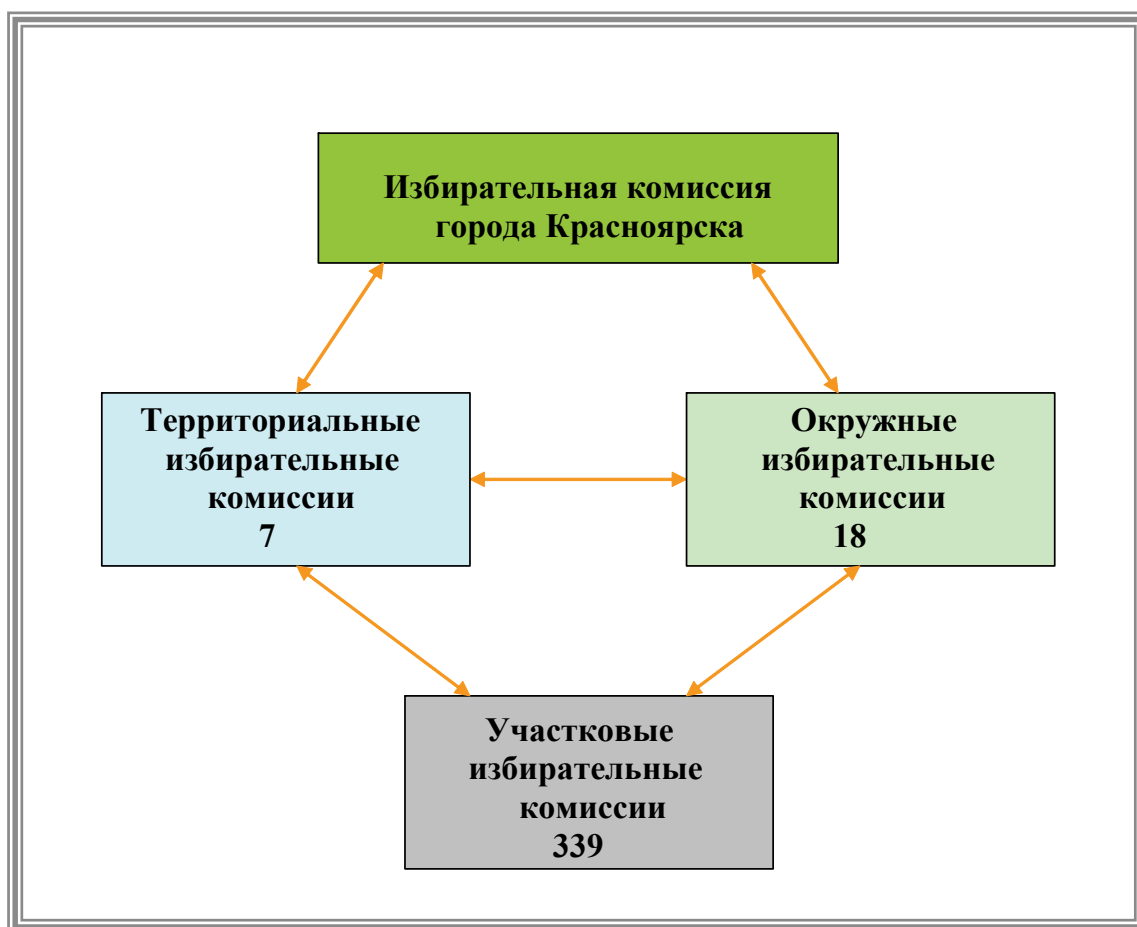 Избирательная комиссия
города Красноярска
Территориальные
избирательные
комиссии
7
Окружные
избирательные
комиссии
18
Участковые
избирательные
комиссии
339